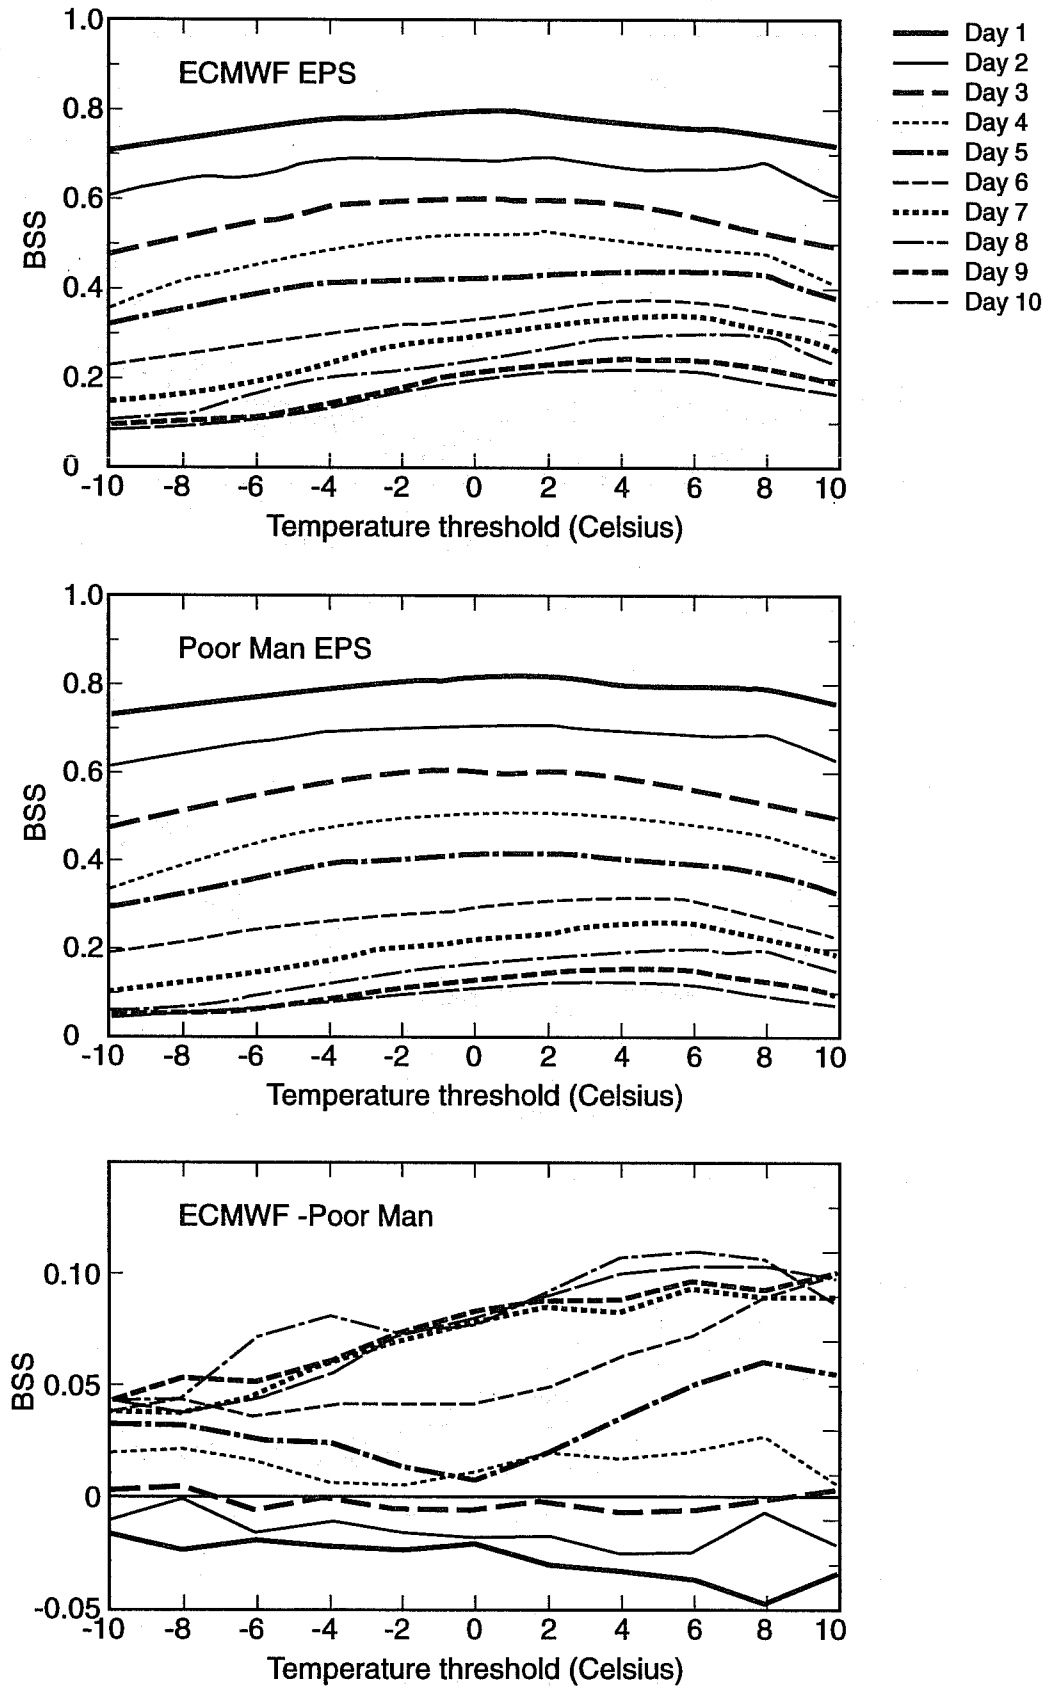 1.0
ECMWF EPS
0.8
0.6
BSS
0.4
0.2
0
-10 -8 -6 -4 -2 0 2 4 6 8 10
Temperature threshold (Celsius)
Day 1
Day 2
Day 3
Day 4
Day 5
Day 6
Day 7
Day 8
Day 9
Day 10
1.0
Poor Man EPS
0.8
0.6
BSS
0.4
0.2
0
-10 -8 -6 -4 -2 0 2 4 6 8 10
Temperature threshold (Celsius)
ECMWF -Poor Man
0.10
BSS
0.05
0
-0.05
-10 -8 -6 -4 -2 0 2 4 6 8 10
Temperature threshold (Celsius)